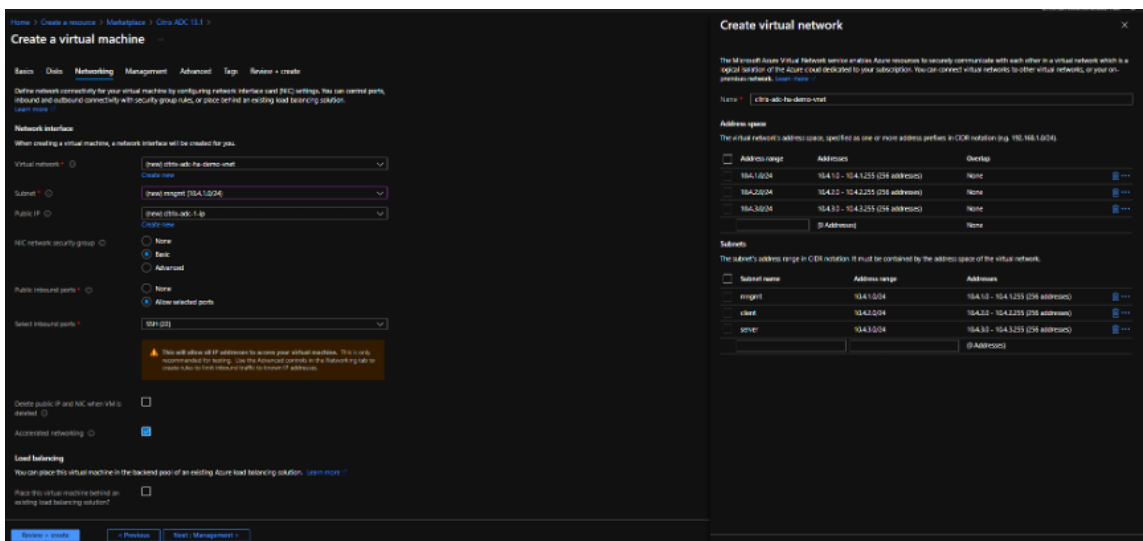 Home > Create a resource > Marketplace > Citrix ADC 13.1 >
Create a virtual machine
Basics Disks Networking Management Advanced Tags Review + create
Define network connectivity for your virtual machine by configuring network interface card (NIC) settings. You can control ports,
inbound and outbound connectivity with security group rules, or place behind an existing load balancing solution.
Learn more
Network interface
When creating a virtual machine, a network interface will be created for you.
Virtual network * (new) citrix-adc-ha-demo-vnet
Create new
Subnet * (new) mngmt (10.4.1.0/24)
Public IP (new) citrix-adc-1-ip
Create new
NIC network security group None
Basic
Advanced
Public inbound ports * None
Allow selected ports
Select inbound ports * SSH (22)
This will allow all IP addresses to access your virtual machine. This is only
recommended for testing. Use the Advanced controls in the Networking tab to
create rules to limit inbound traffic to known IP addresses.
Delete public IP and NIC when VM is
deleted
Accelerated networking
Load balancing
You can place this virtual machine in the backend pool of an existing Azure load balancing solution. Learn more
Place this virtual machine behind an
existing load balancing solution?
Review + create < Previous Next : Management >
Create virtual network
The Microsoft Azure Virtual Network service enables Azure resources to securely communicate with each other in a virtual network which is a
logical isolation of the Azure cloud dedicated to your subscription. You can connect virtual networks to other virtual networks, or your on-
premises network. Learn more
Name * citrix-adc-ha-demo-vnet
Address space
The virtual network's address space, specified as one or more address prefixes in CIDR notation (e.g. 192.168.1.0/24).
Address range Addresses Overlap
10.4.1.0/24 10.4.1.0 - 10.4.1.255 (256 addresses) None
10.4.2.0/24 10.4.2.0 - 10.4.2.255 (256 addresses) None
10.4.3.0/24 10.4.3.0 - 10.4.3.255 (256 addresses) None
(0 Addresses) None
Subnets
The subnet's address range in CIDR notation. It must be contained by the address space of the virtual network.
Subnet name Address range Addresses
mngmt 10.4.1.0/24 10.4.1.0 - 10.4.1.255 (256 addresses)
client 10.4.2.0/24 10.4.2.0 - 10.4.2.255 (256 addresses)
server 10.4.3.0/24 10.4.3.0 - 10.4.3.255 (256 addresses)
(0 Addresses)